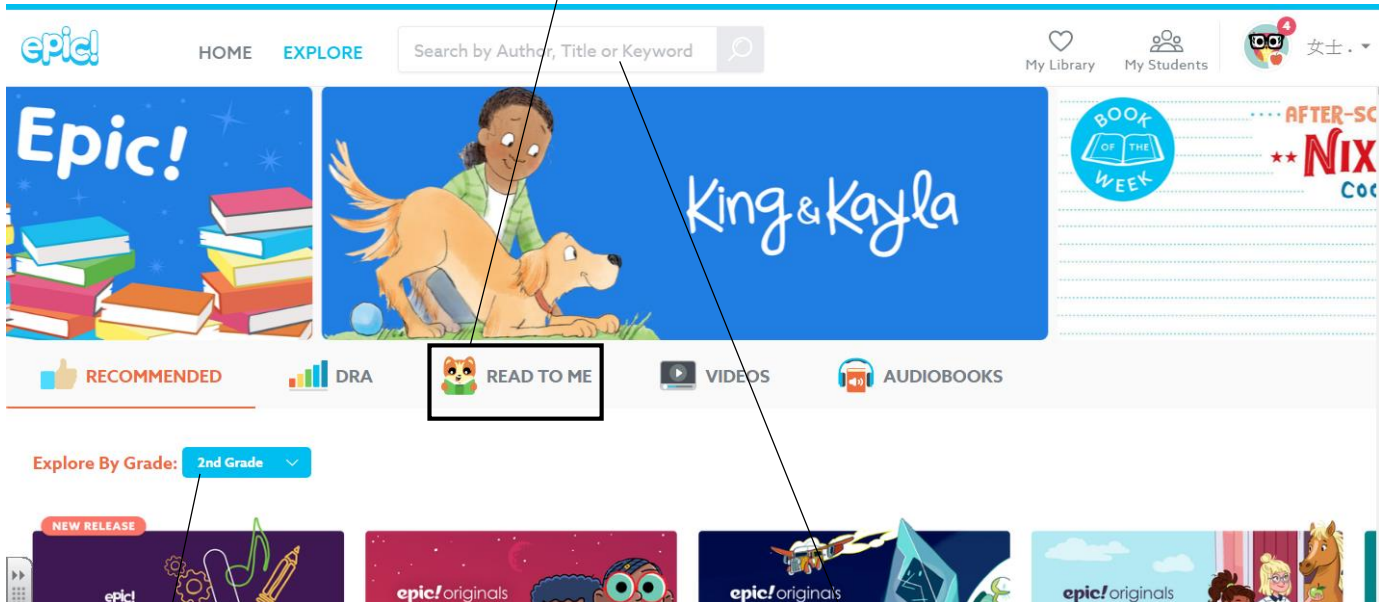 epic!
HOME EXPLORE Search by Author, Title or Keyword
My Library My Students 4 女士 .
Epic!
King & Kayla
BOOK
OF THE
WEEK
AFTER-SC
NIX
COO
RECOMMENDED DRA READ TO ME VIDEOS AUDIOBOOKS
Explore By Grade: 2nd Grade
NEW RELEASE
epic!
epic! originals
epic! originals
epic! originals